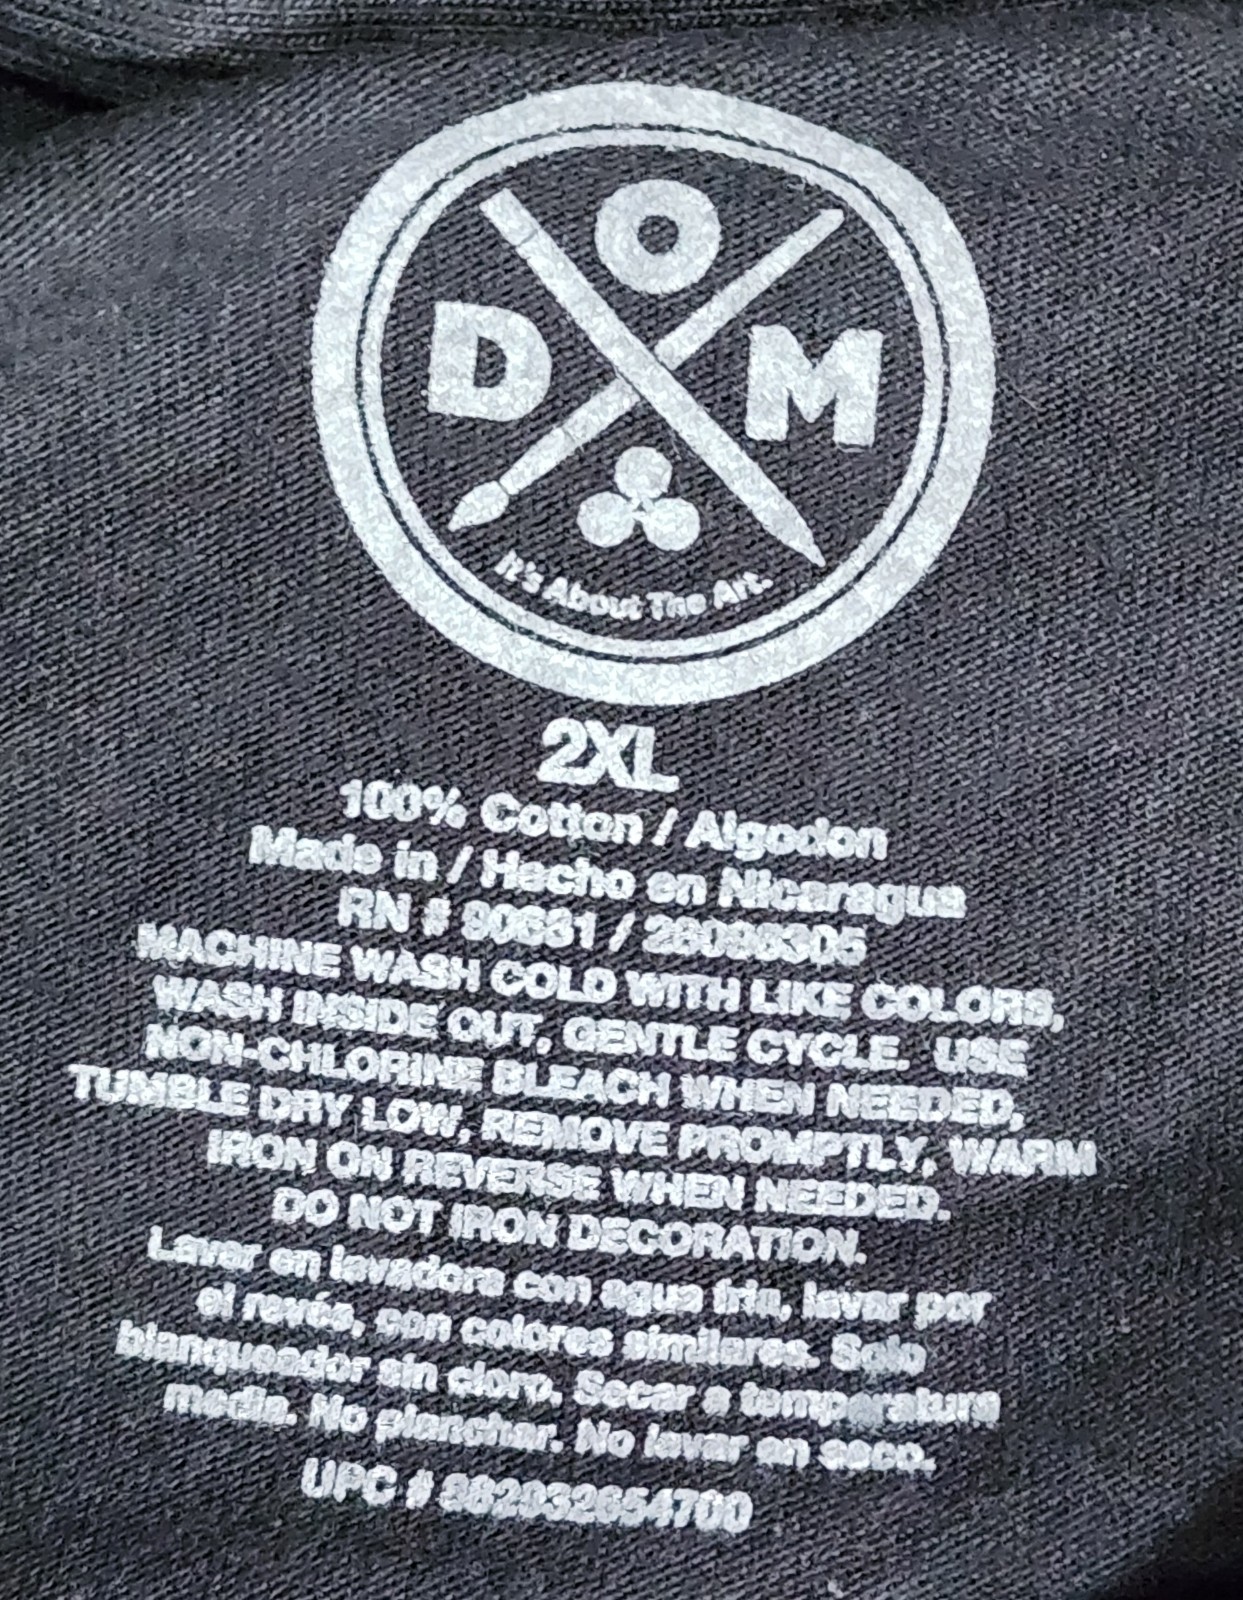 D O M
It's About The Art.
2XL
100% Cotton / Algodon
Made in / Hecho en Nicaragua
RN #
MACHINE WASH COLD WITH LIKE COLORS,
WASH INSIDE OUT, GENTLE CYCLE. USE
NON-CHLORINE BLEACH WHEN NEEDED,
TUMBLE DRY LOW, REMOVE PROMPTLY, WARM
IRON ON REVERSE WHEN NEEDED.
DO NOT IRON DECORATION.
Lavar en lavadora con agua fria, lavar por
el revés, con colores similares. Solo
blanqueador sin cloro. Secar a temperatura
media. No planchar. No lavar en seco.
UPC #